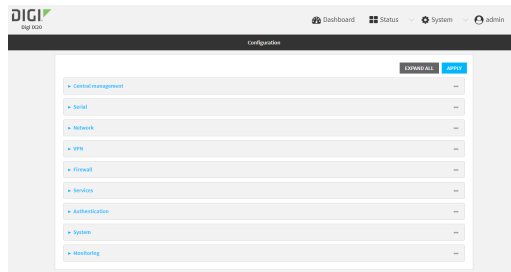 DIGI
Digi IX20
Dashboard Status System admin
Configuration
EXPAND ALL APPLY
Central management
Serial
Network
VPN
Firewall
Services
Authentication
System
Monitoring